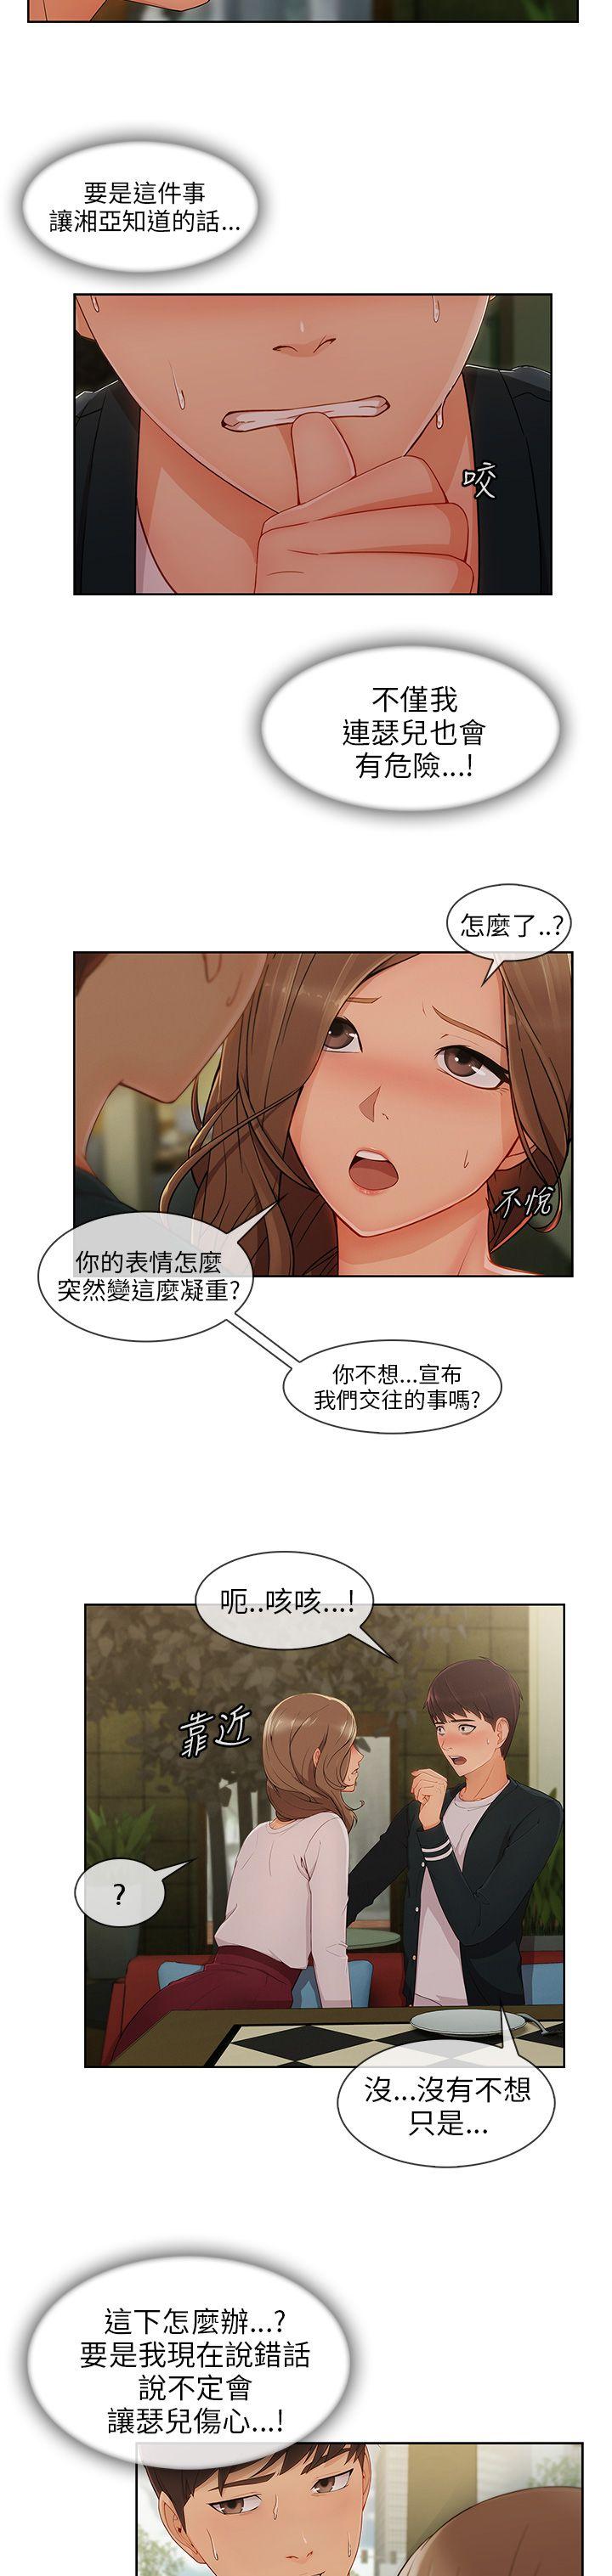 要是這件事
讓湘亞知道的話...
咬
不僅我
連瑟兒也會
有危險...!
怎麼了..?
不悅
你的表情怎麼
突然變這麼凝重?
你不想...宣布
我們交往的事嗎?
呃..咳咳...!
靠近
?
沒...沒有不想
只是...
這下怎麼辦...?
要是我現在說錯話
說不定會
讓瑟兒傷心...!